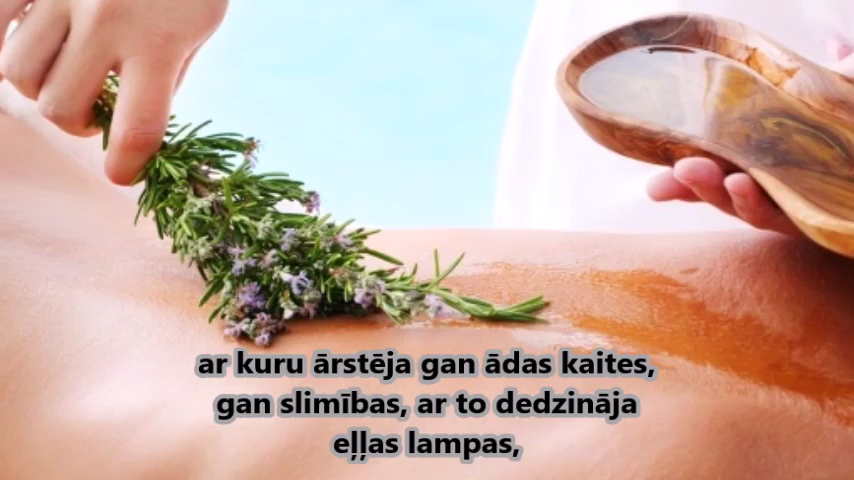 ar kuru ārstēja gan ādas kaites,
gan slimības, ar to dedzināja
eļļas lampas,